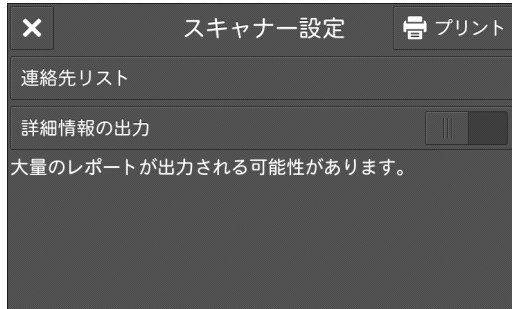 スキャナー設定
プリント
連絡先リスト
詳細情報の出力
大量のレポートが出力される可能性があります。